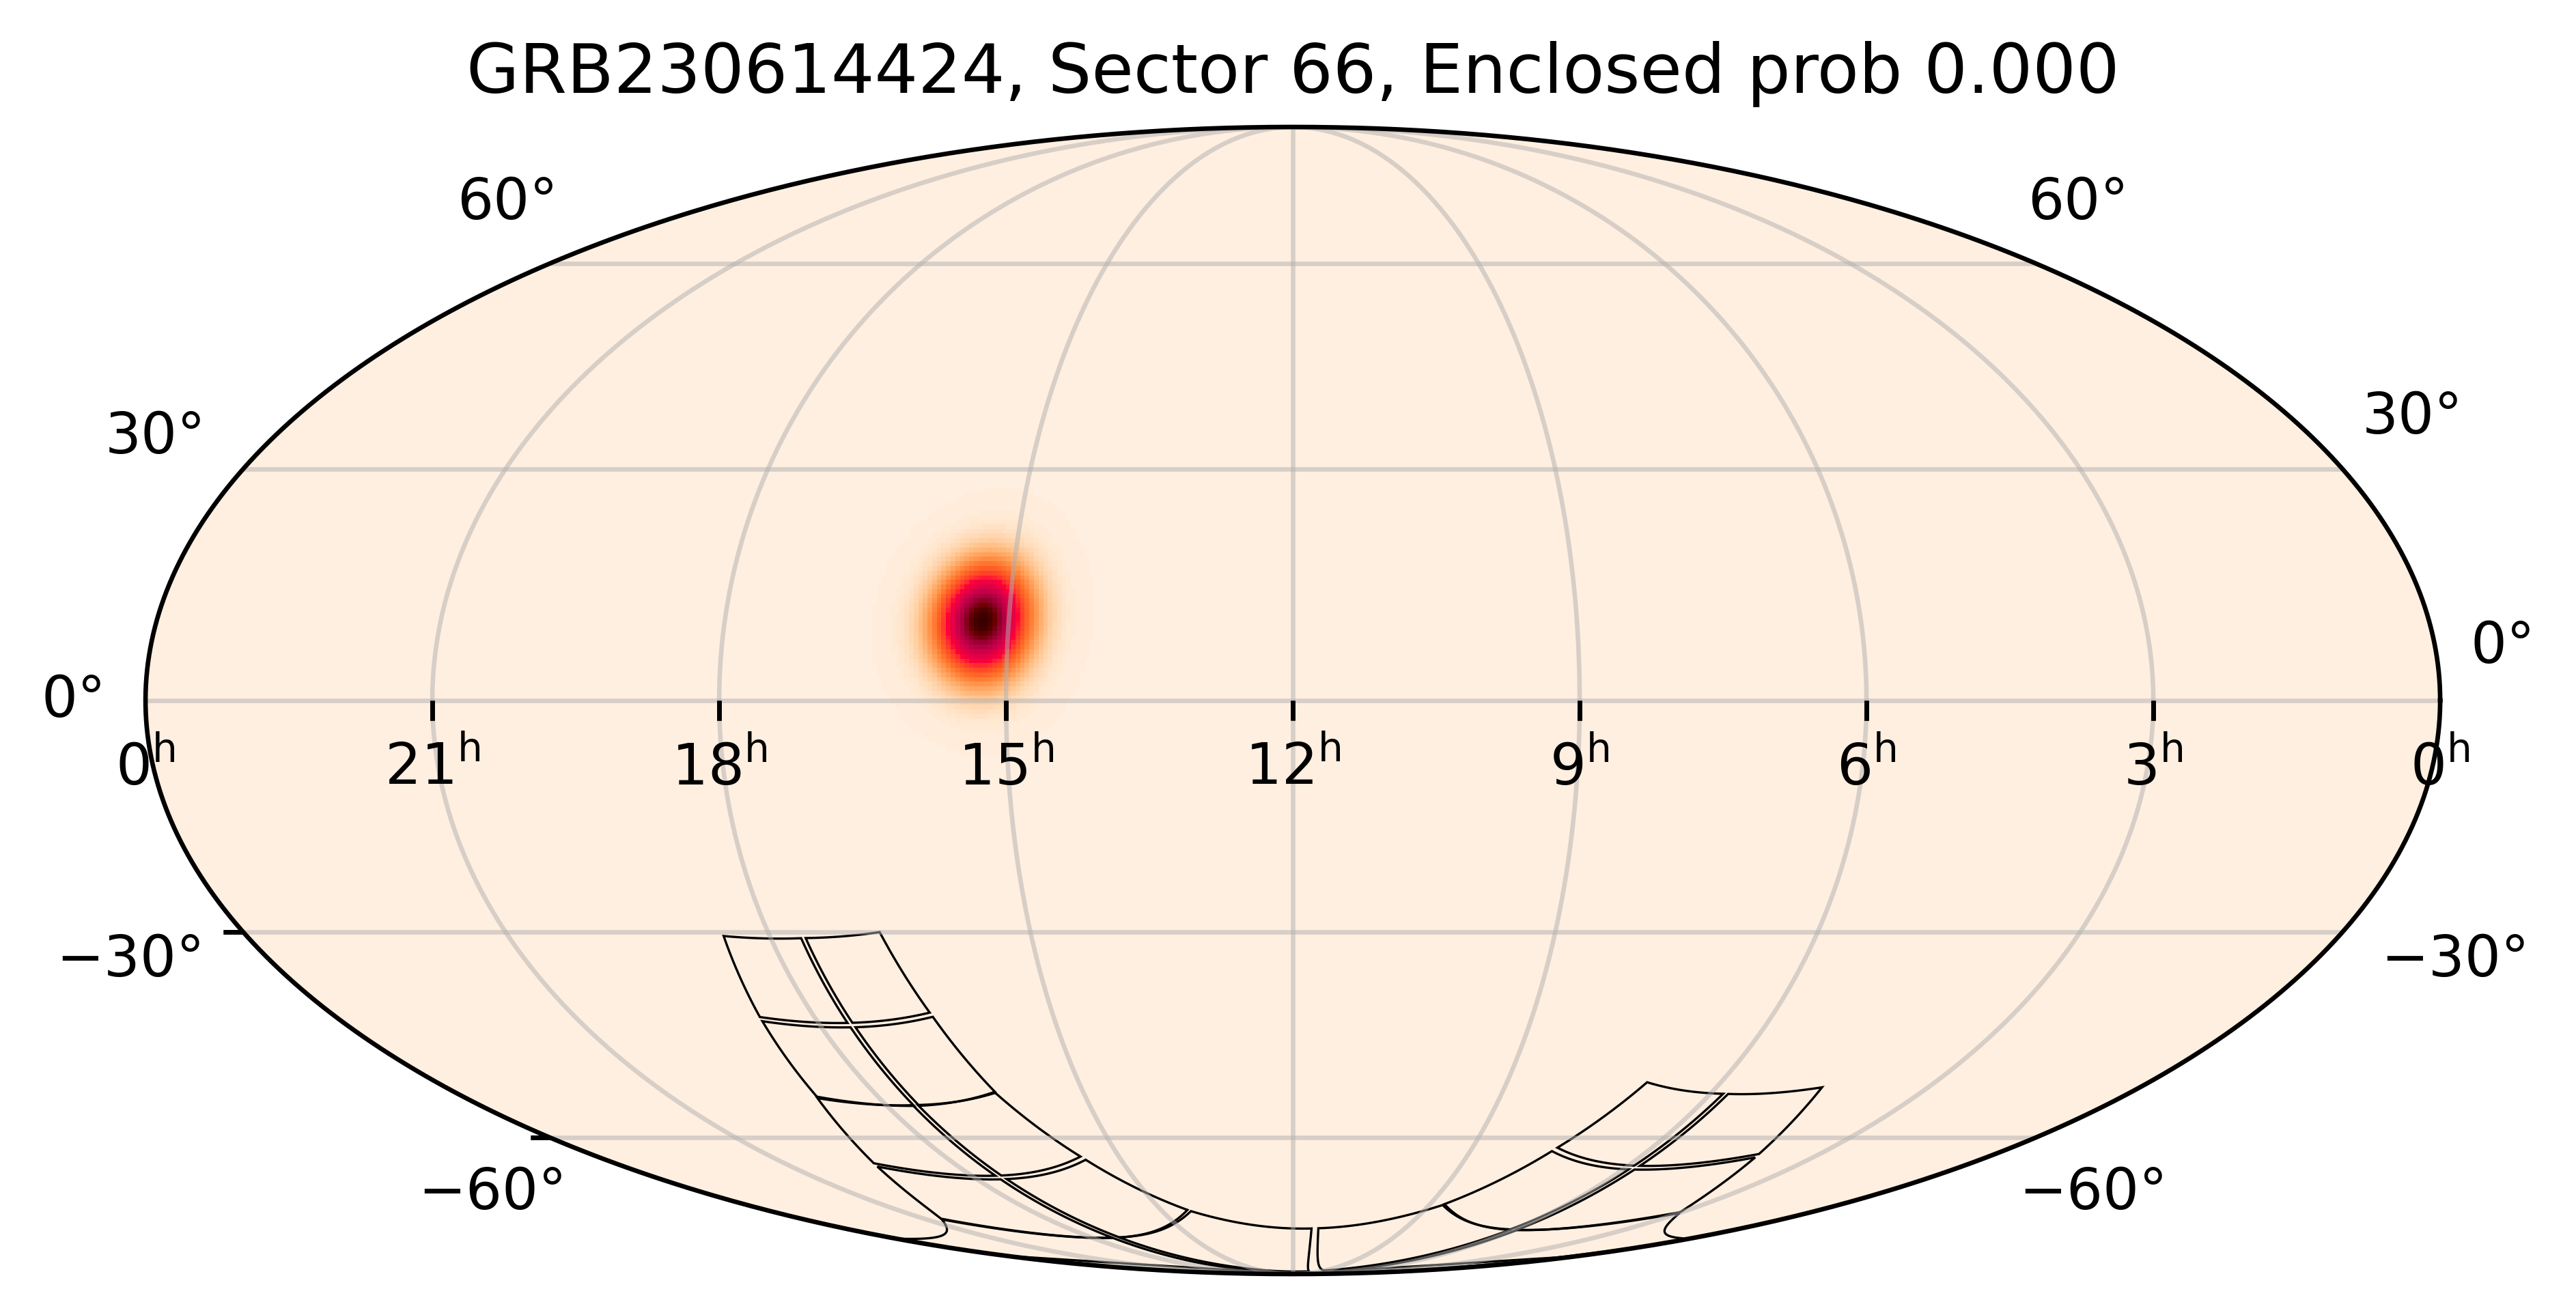 GRB230614424, Sector 66, Enclosed prob 0.000
60° 60°
30° 30°
0° 0°
0h 21h 18h 15h 12h 9h 6h 3h 0h
−30° −30°
−60° −60°